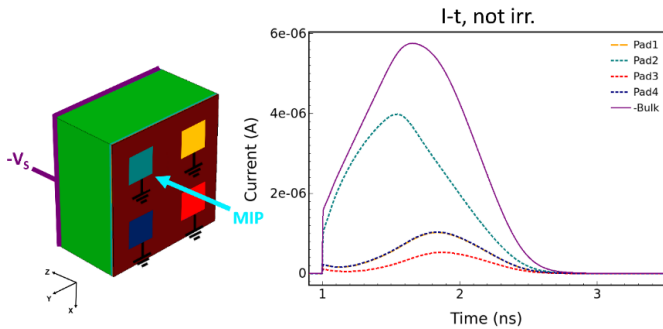 I-t, not irr.
-Vs
MIP
Z
Y
X
Current (A)
6e-06
4e-06
2e-06
0
1
2
3
Time (ns)
Pad1
Pad2
Pad3
Pad4
-Bulk